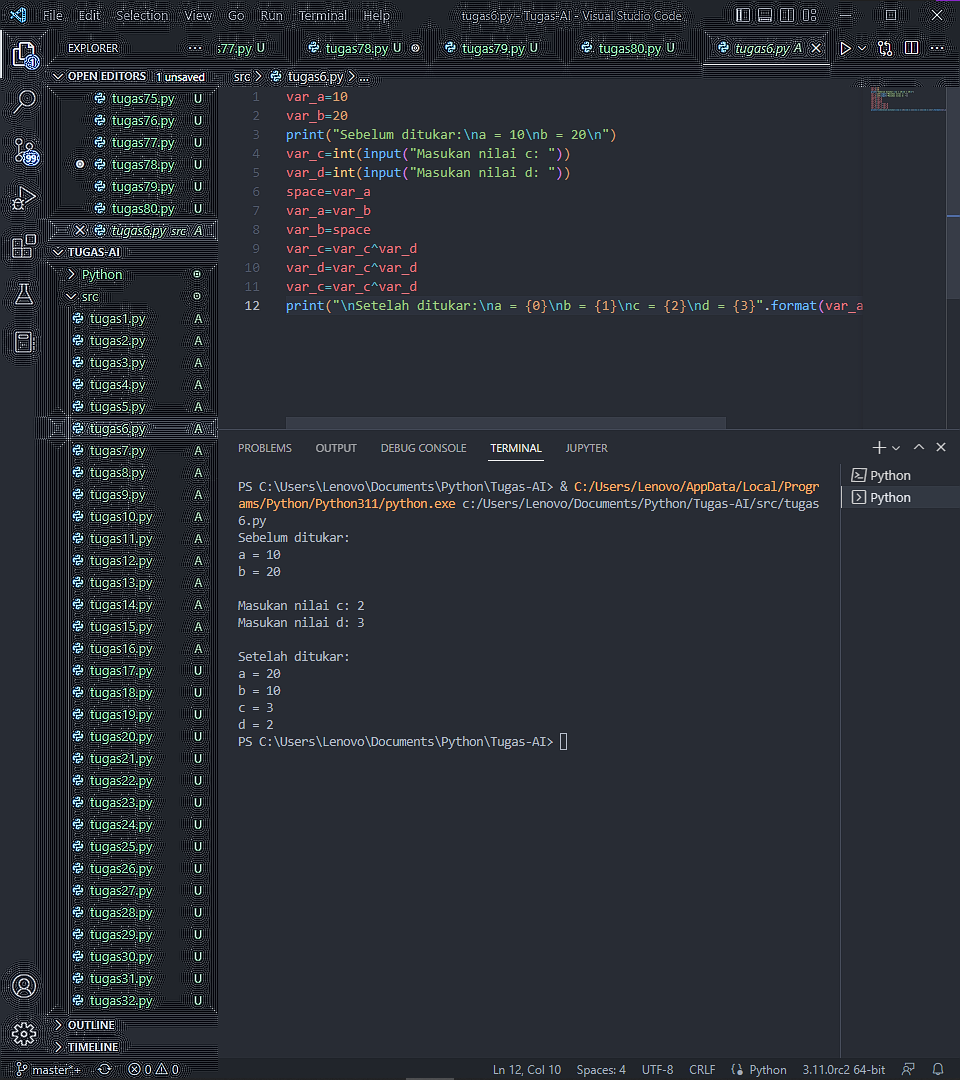 File Edit Selection View Go Run Terminal Help tugas6.py - Tugas-AI - Visual Studio Code
EXPLORER ...
s77.py U tugas78.py U tugas79.py U tugas80.py U tugas6.py A
OPEN EDITORS 1 unsaved
tugas75.py U
tugas76.py U
tugas77.py U
tugas78.py U
tugas79.py U
tugas80.py U
tugas6.py src A
TUGAS-AI
Python
src
tugas1.py A
tugas2.py A
tugas3.py A
tugas4.py A
tugas5.py A
tugas6.py A
tugas7.py A
tugas8.py A
tugas9.py A
tugas10.py A
tugas11.py A
tugas12.py A
tugas13.py A
tugas14.py A
tugas15.py A
tugas16.py A
tugas17.py U
tugas18.py U
tugas19.py U
tugas20.py U
tugas21.py U
tugas22.py U
tugas23.py U
tugas24.py U
tugas25.py U
tugas26.py U
tugas27.py U
tugas28.py U
tugas29.py U
tugas30.py U
tugas31.py U
tugas32.py U
OUTLINE
TIMELINE
1
99
src > tugas6.py > ...
1 var_a=10
2 var_b=20
3 print("Sebelum ditukar:\na = 10\nb = 20\n")
4 var_c=int(input("Masukan nilai c: "))
5 var_d=int(input("Masukan nilai d: "))
6 space=var_a
7 var_a=var_b
8 var_b=space
9 var_c=var_c^var_d
10 var_d=var_c^var_d
11 var_c=var_c^var_d
12 print("\nSetelah ditukar:\na = {0}\nb = {1}\nc = {2}\nd = {3}".format(var_a
PROBLEMS OUTPUT DEBUG CONSOLE TERMINAL JUPYTER
PS C:\Users\Lenovo\Documents\Python\Tugas-AI> & C:/Users/Lenovo/AppData/Local/Progr
ams/Python/Python311/python.exe c:/Users/Lenovo/Documents/Python/Tugas-AI/src/tugas
6.py
Sebelum ditukar:
a = 10
b = 20
Masukan nilai c: 2
Masukan nilai d: 3
Setelah ditukar:
a = 20
b = 10
c = 3
d = 2
PS C:\Users\Lenovo\Documents\Python\Tugas-AI>
Python
Python
master*+ 0 0 Ln 12, Col 10 Spaces: 4 UTF-8 CRLF Python 3.11.0rc2 64-bit